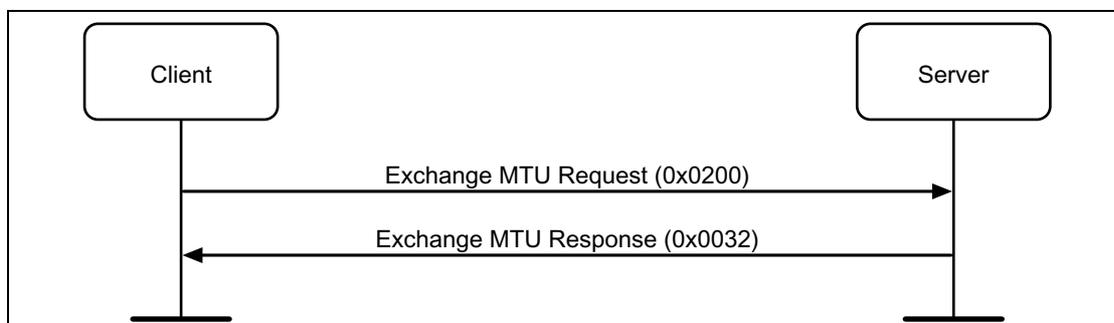 Client
Server
Exchange MTU Request (0x0200)
Exchange MTU Response (0x0032)